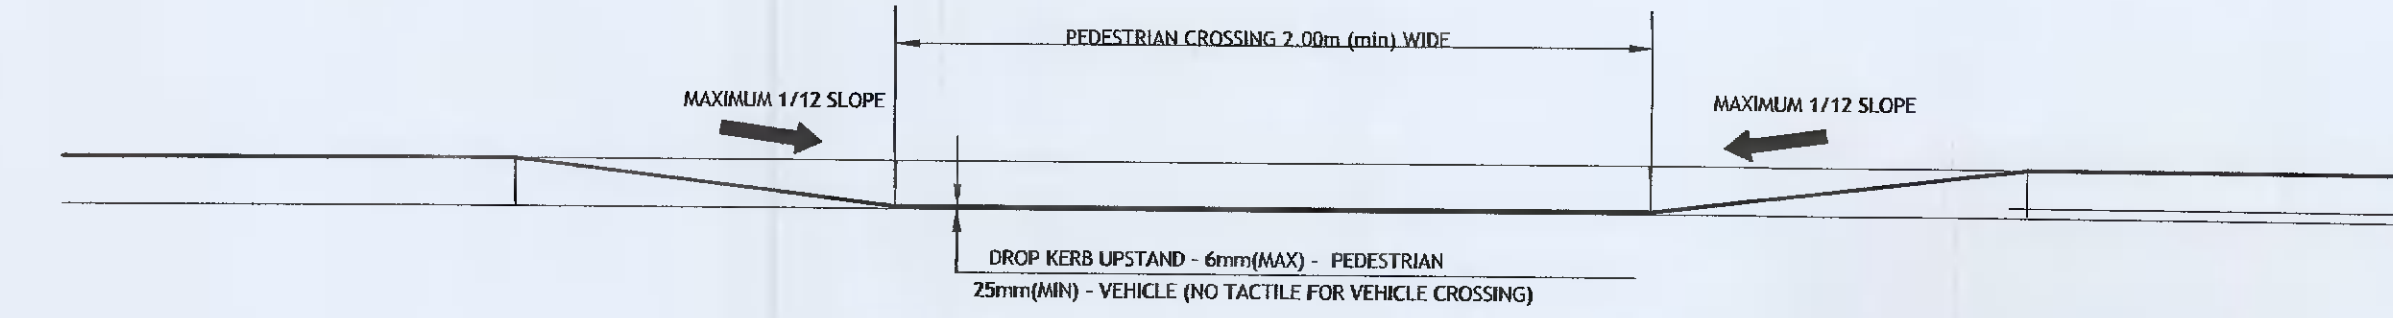 PEDESTRIAN CROSSING 2.00m (min) WIDE
MAXIMUM 1/12 SLOPE
MAXIMUM 1/12 SLOPE
DROP KERB UPSTAND - 6mm(MAX) - PEDESTRIAN
25mm(MIN) - VEHICLE (NO TACTILE FOR VEHICLE CROSSING)